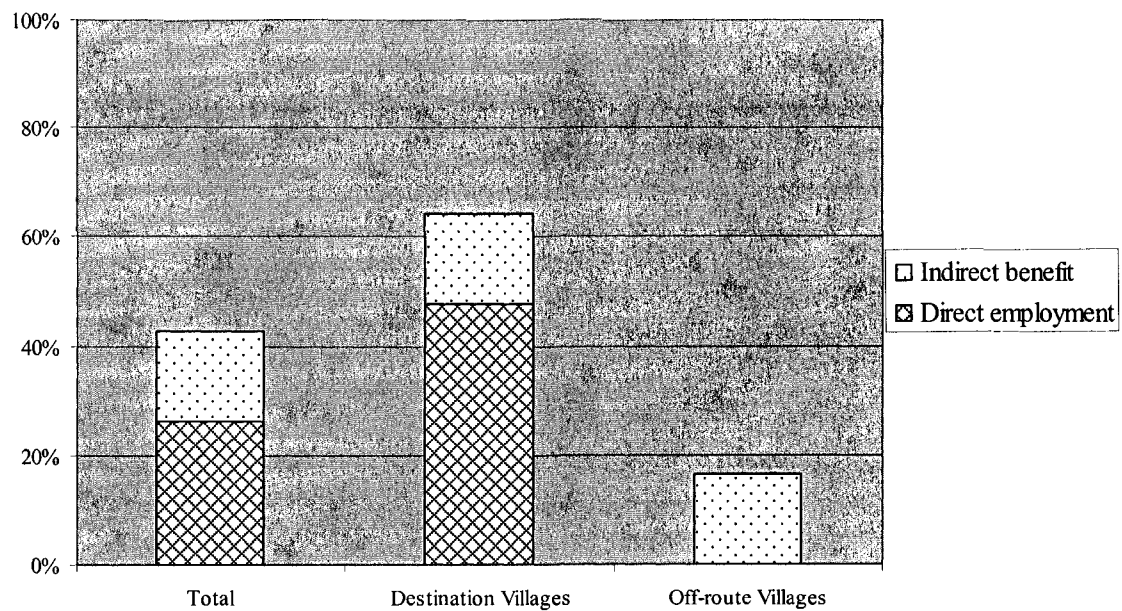 100%
80%
60%
40%
20%
0%
Total
Destination Villages
Off-route Villages
Indirect benefit
Direct employment